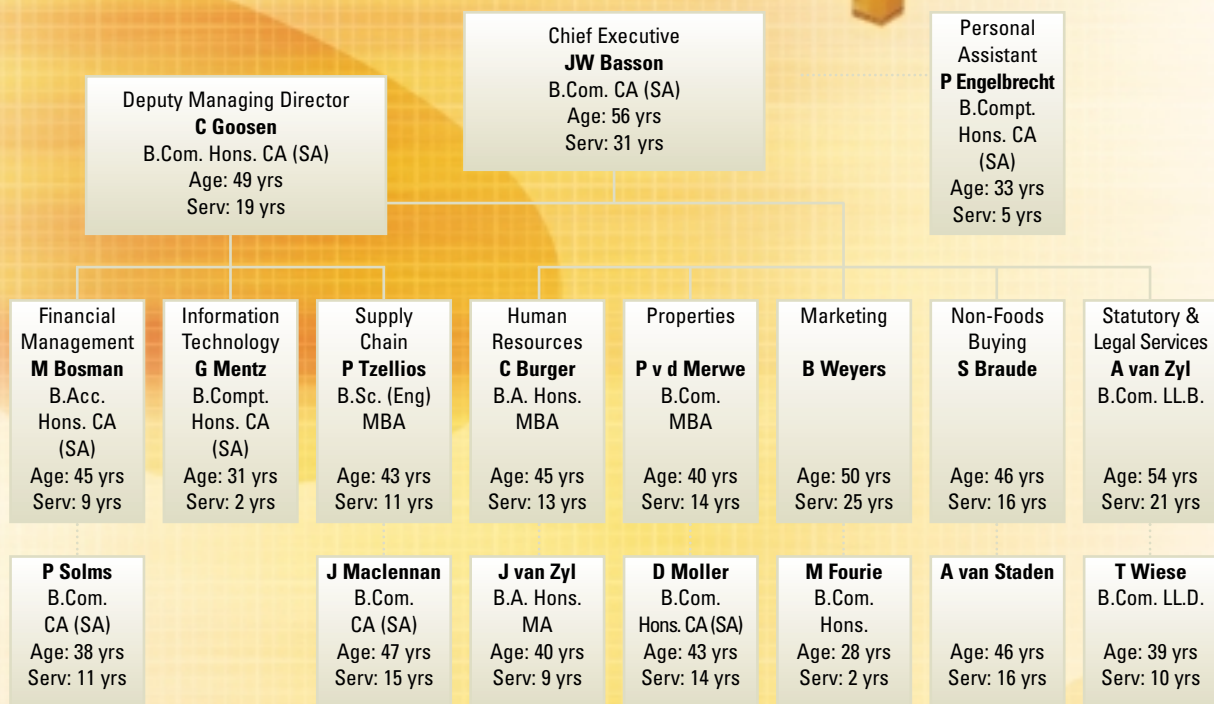 Chief Executive
JW Basson
B.Com. CA (SA)
Age: 56 yrs
Serv: 31 yrs
Personal
Assistant
P Engelbrecht
B.Compt.
Hons. CA
(SA)
Age: 33 yrs
Serv: 5 yrs
Deputy Managing Director
C Goosen
B.Com. Hons. CA (SA)
Age: 49 yrs
Serv: 19 yrs
Financial
Management
M Bosman
B.Acc.
Hons. CA
(SA)
Age: 45 yrs
Serv: 9 yrs
Information
Technology
G Mentz
B.Compt.
Hons. CA
(SA)
Age: 31 yrs
Serv: 2 yrs
Supply
Chain
P Tzellios
B.Sc. (Eng)
MBA
Age: 43 yrs
Serv: 11 yrs
Human
Resources
C Burger
B.A. Hons.
MBA
Age: 45 yrs
Serv: 13 yrs
Properties
P v d Merwe
B.Com.
MBA
Age: 40 yrs
Serv: 14 yrs
Marketing
B Weyers
Age: 50 yrs
Serv: 25 yrs
Non-Foods
Buying
S Braude
Age: 46 yrs
Serv: 16 yrs
Statutory &
Legal Services
A van Zyl
B.Com. LL.B.
Age: 54 yrs
Serv: 21 yrs
P Solms
B.Com.
CA (SA)
Age: 38 yrs
Serv: 11 yrs
J Maclennan
B.Com.
CA (SA)
Age: 47 yrs
Serv: 15 yrs
J van Zyl
B.A. Hons.
MA
Age: 40 yrs
Serv: 9 yrs
D Moller
B.Com.
Hons. CA (SA)
Age: 43 yrs
Serv: 14 yrs
M Fourie
B.Com.
Hons.
Age: 28 yrs
Serv: 2 yrs
A van Staden
Age: 46 yrs
Serv: 16 yrs
T Wiese
B.Com. LL.D.
Age: 39 yrs
Serv: 10 yrs